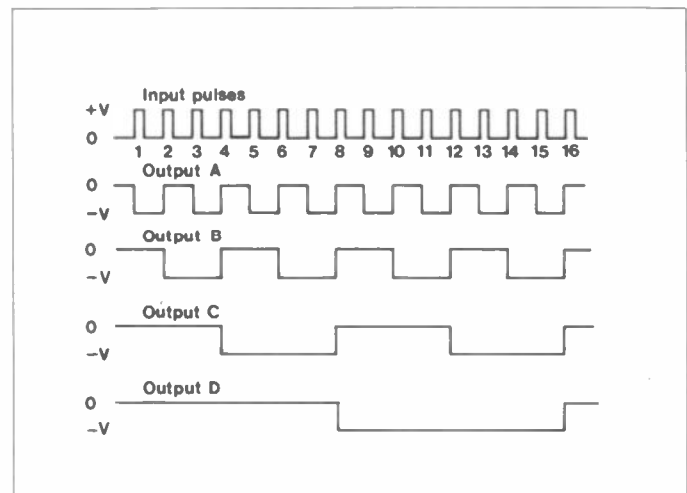 Input pulses
+V
0
1 2 3 4 5 6 7 8 9 10 11 12 13 14 15 16
Output A
0
-V
Output B
0
-V
Output C
0
-V
Output D
0
-V